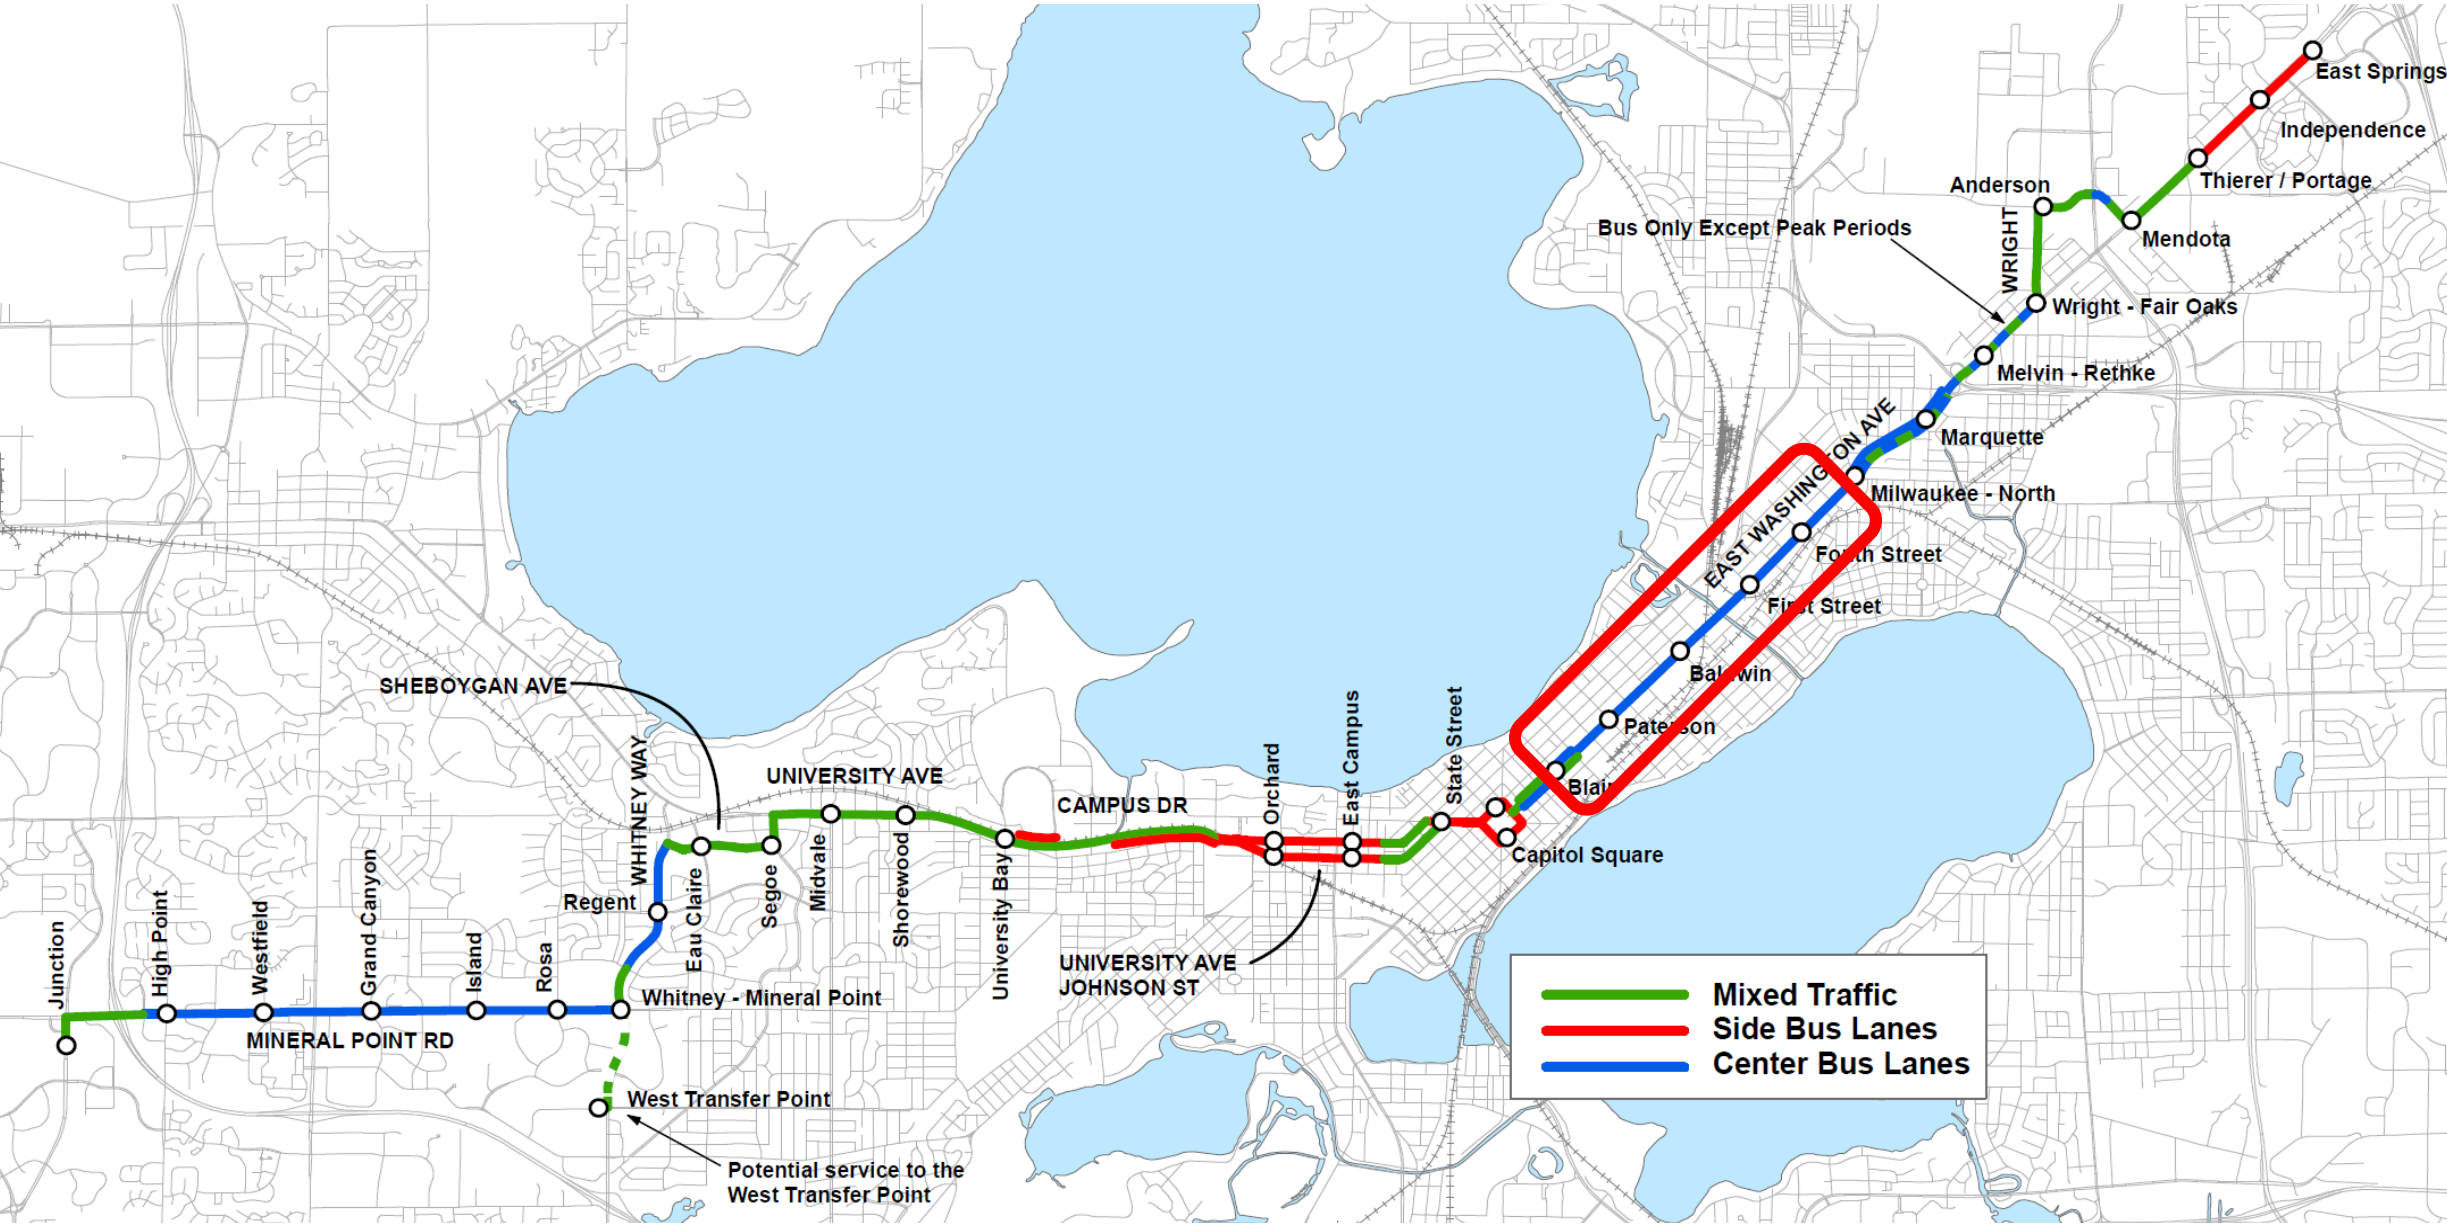 East Springs
Independence
Thierer / Portage
Anderson
WRIGHT
Mendota
Bus Only Except Peak Periods
Wright - Fair Oaks
Melvin - Rethke
EAST WASHINGTON AVE
Marquette
Milwaukee - North
Fourth Street
First Street
Baldwin
Paterson
Blair
State Street
Capitol Square
East Campus
Orchard
CAMPUS DR
UNIVERSITY AVE
SHEBOYGAN AVE
WHITNEY WAY
Midvale
Shorewood
University Bay
Segoe
Eau Claire
Regent
UNIVERSITY AVE
JOHNSON ST
Junction
High Point
Westfield
Grand Canyon
Island
Rosa
Whitney - Mineral Point
MINERAL POINT RD
West Transfer Point
Potential service to the
West Transfer Point
Mixed Traffic
Side Bus Lanes
Center Bus Lanes